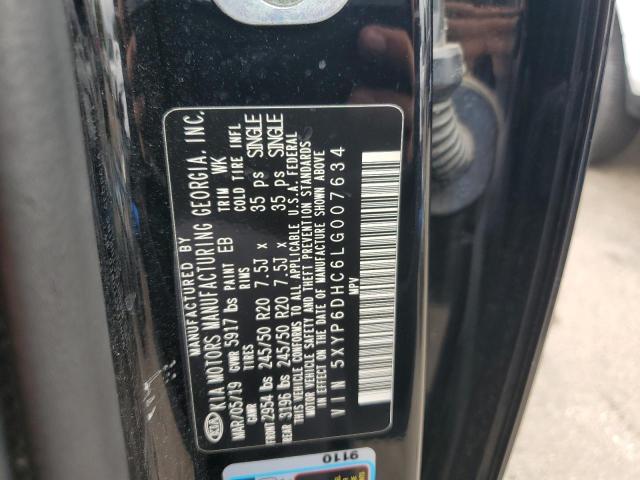 MANUFACTURED BY
KIA KIA MOTORS MANUFACTURING GEORGIA, INC.
MAR/05/19 GVWR 5917 lbs PAINT EB TRIM WK
GAWR TIRES RIMS COLD TIRE INFL
FRONT 2954 lbs 245/50 R20 7.5J x 35 ps SINGLE
REAR 3196 lbs 245/50 R20 7.5J x 35 ps SINGLE
THIS VEHICLE CONFORMS TO ALL APPLICABLE U.S.A. FEDERAL
MOTOR VEHICLE SAFETY AND THEFT PREVENTION STANDARDS
IN EFFECT ON THE DATE OF MANUFACTURE SHOWN ABOVE
VIN 5XYP6DHC6LG007634
MPV
9110